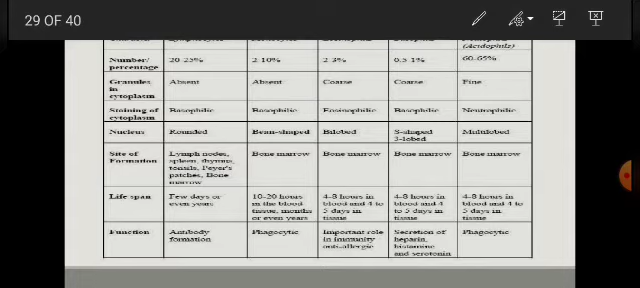 29 OF 40
(Acidophilz)
Number/ percentage 20-25% 2-10% 2-3% 0.5-1% 60-65%
Granules in cytoplasm Absent Absent Coarse Coarse Fine
Staining of cytoplasm Basophilic Basophilic Eosinophilic Basophilic Neutrophilic
Nucleus Rounded Bean-shaped Bilobed S-shaped 3-lobed Multilobed
Site of Formation Lymph nodes, spleen, thymus, tonsils, Peyer's patches, Bone marrow Bone marrow Bone marrow Bone marrow Bone marrow
Life span Few days or even years 10-20 hours in the blood tissue, months or even years 4-8 hours in blood and 4 to 5 days in tissue 4-8 hours in blood and 4 to 5 days in tissue 4-8 hours in blood and 4 to 5 days in tissue
Function Antibody formation Phagocytic Important role in immunity anti-allergic Secretion of heparin, histamine and serotonin Phagocytic